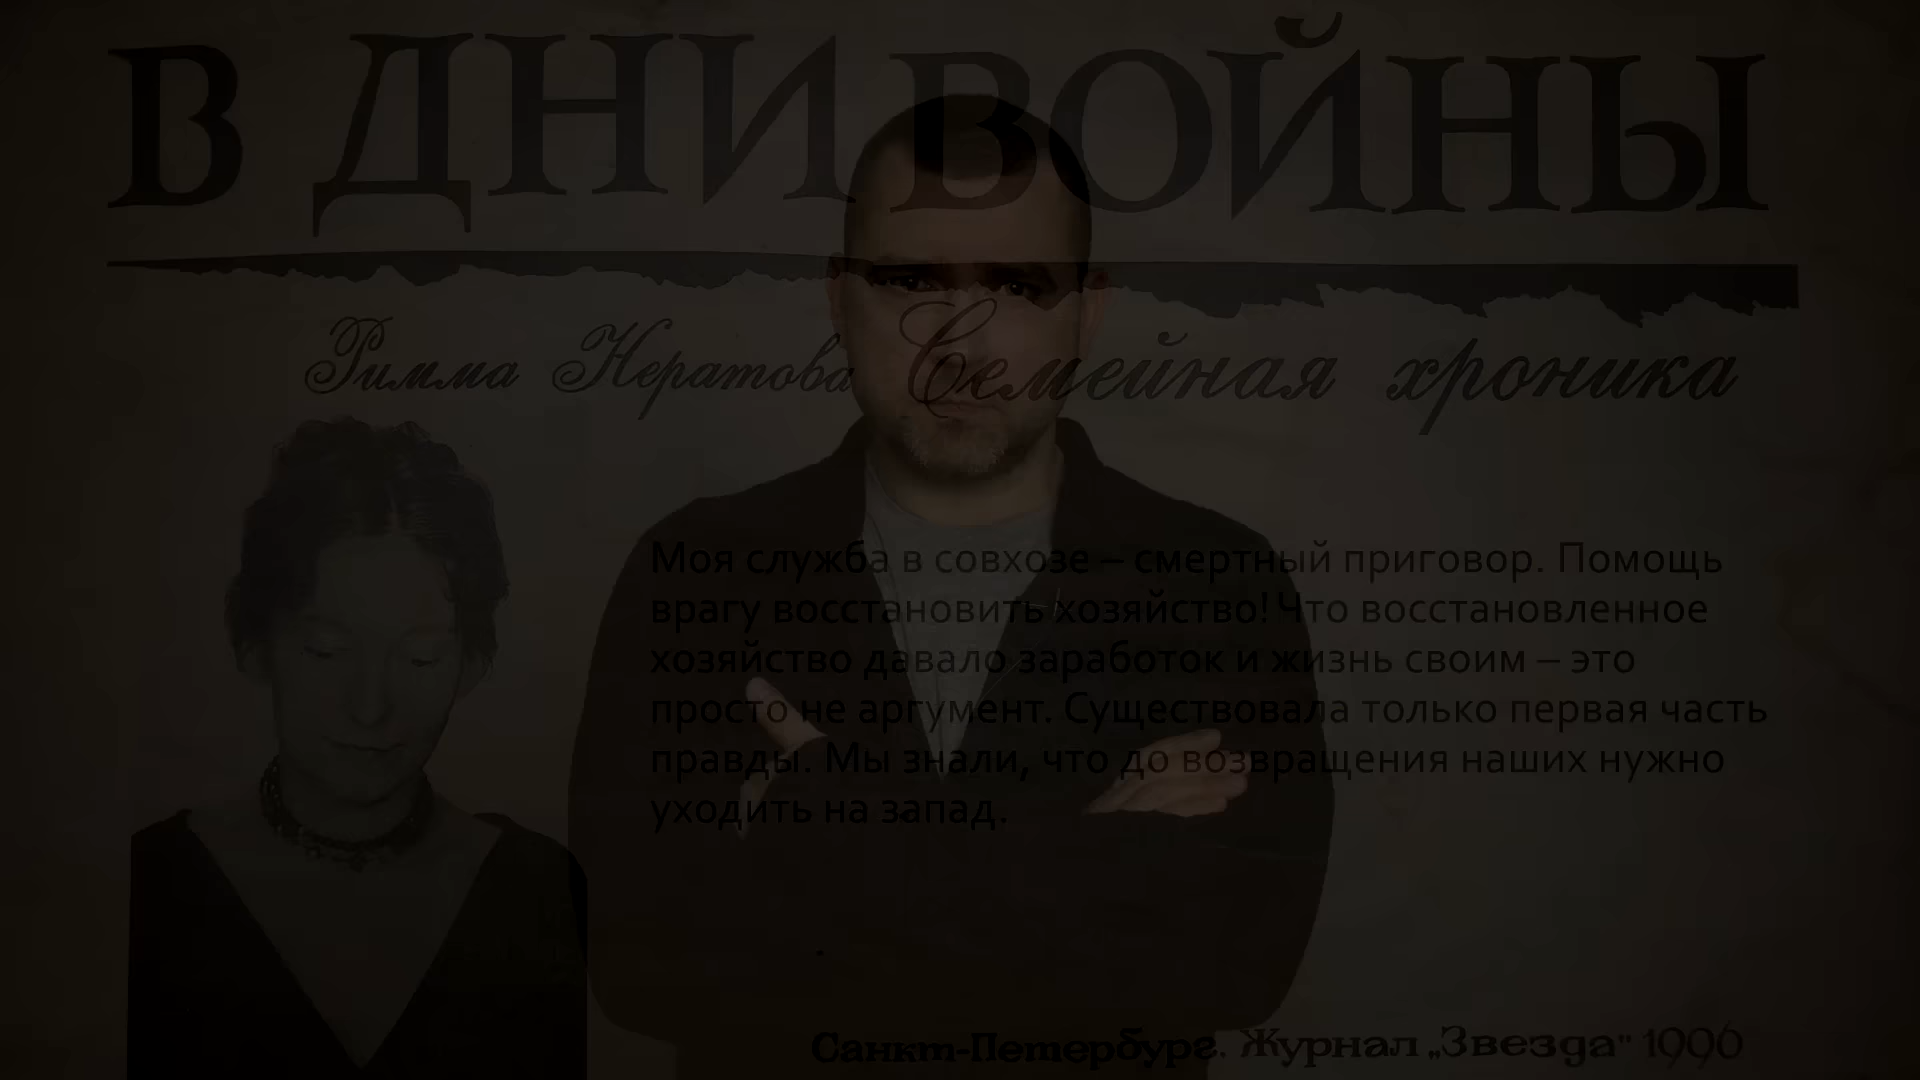 В ДНИ ВОЙНЫ
Римма Нератова Семейная хроника
Моя служба в совхозе – смертный приговор. Помощь
врагу восстановить хозяйство! Что восстановленное
хозяйство давало заработок и жизнь своим – это
просто не аргумент. Существовала только первая часть
правды. Мы знали, что до возвращения наших нужно
уходить на запад.
Санкт-Петербург. Журнал „Звезда" 1996